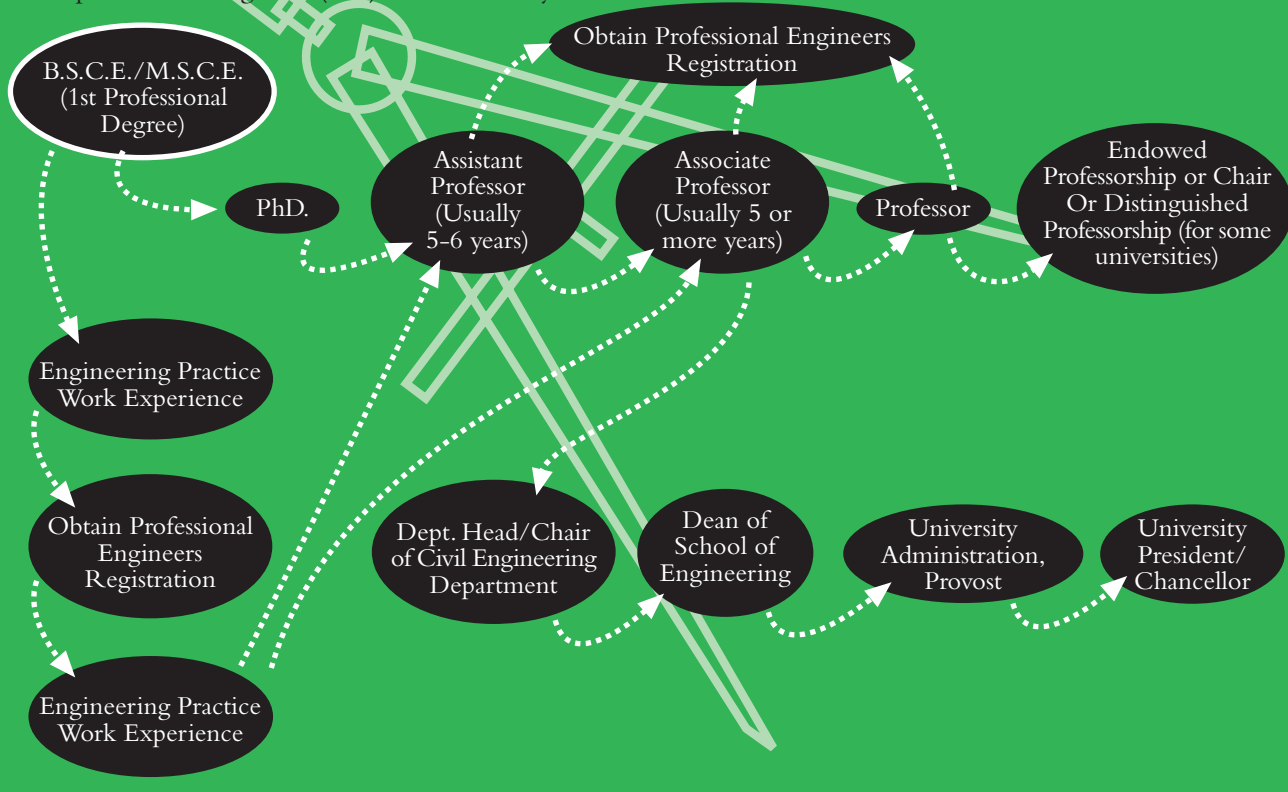 B.S.C.E./M.S.C.E.
(1st Professional
Degree)
PhD.
Assistant
Professor
(Usually
5-6 years)
Obtain Professional Engineers
Registration
Associate
Professor
(Usually 5 or
more years)
Professor
Endowed
Professorship or Chair
Or Distinguished
Professorship (for some
universities)
Engineering Practice
Work Experience
Obtain Professional
Engineers
Registration
Engineering Practice
Work Experience
Dept. Head/Chair
of Civil Engineering
Department
Dean of
School of
Engineering
University
Administration,
Provost
University
President/
Chancellor